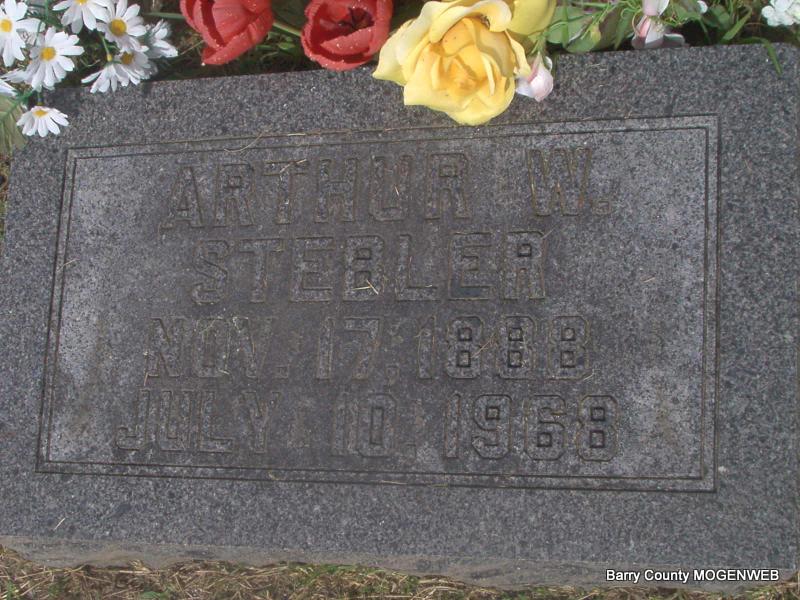 ARTHUR W.
STEBLER
NOV. 17, 1888
JULY 10, 1968
Barry County MOGENWEB